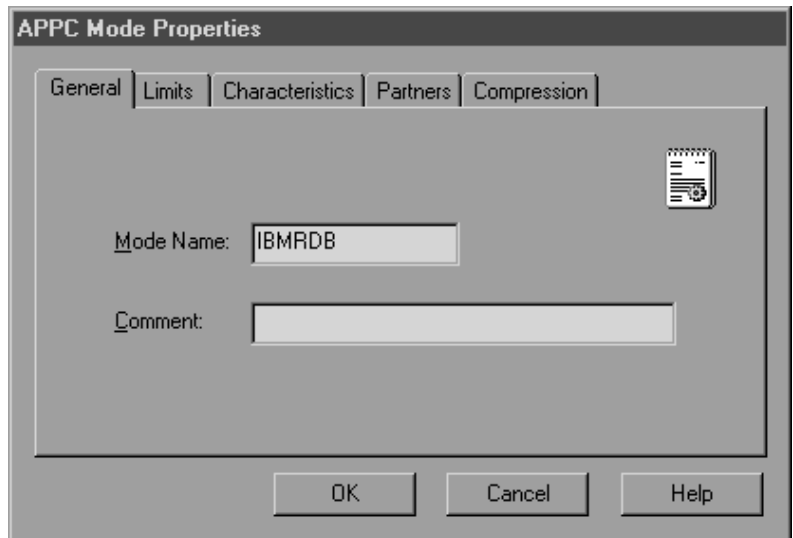 APPC Mode Properties
General Limits Characteristics Partners Compression
Mode Name: IBMRDB
Comment:
OK Cancel Help